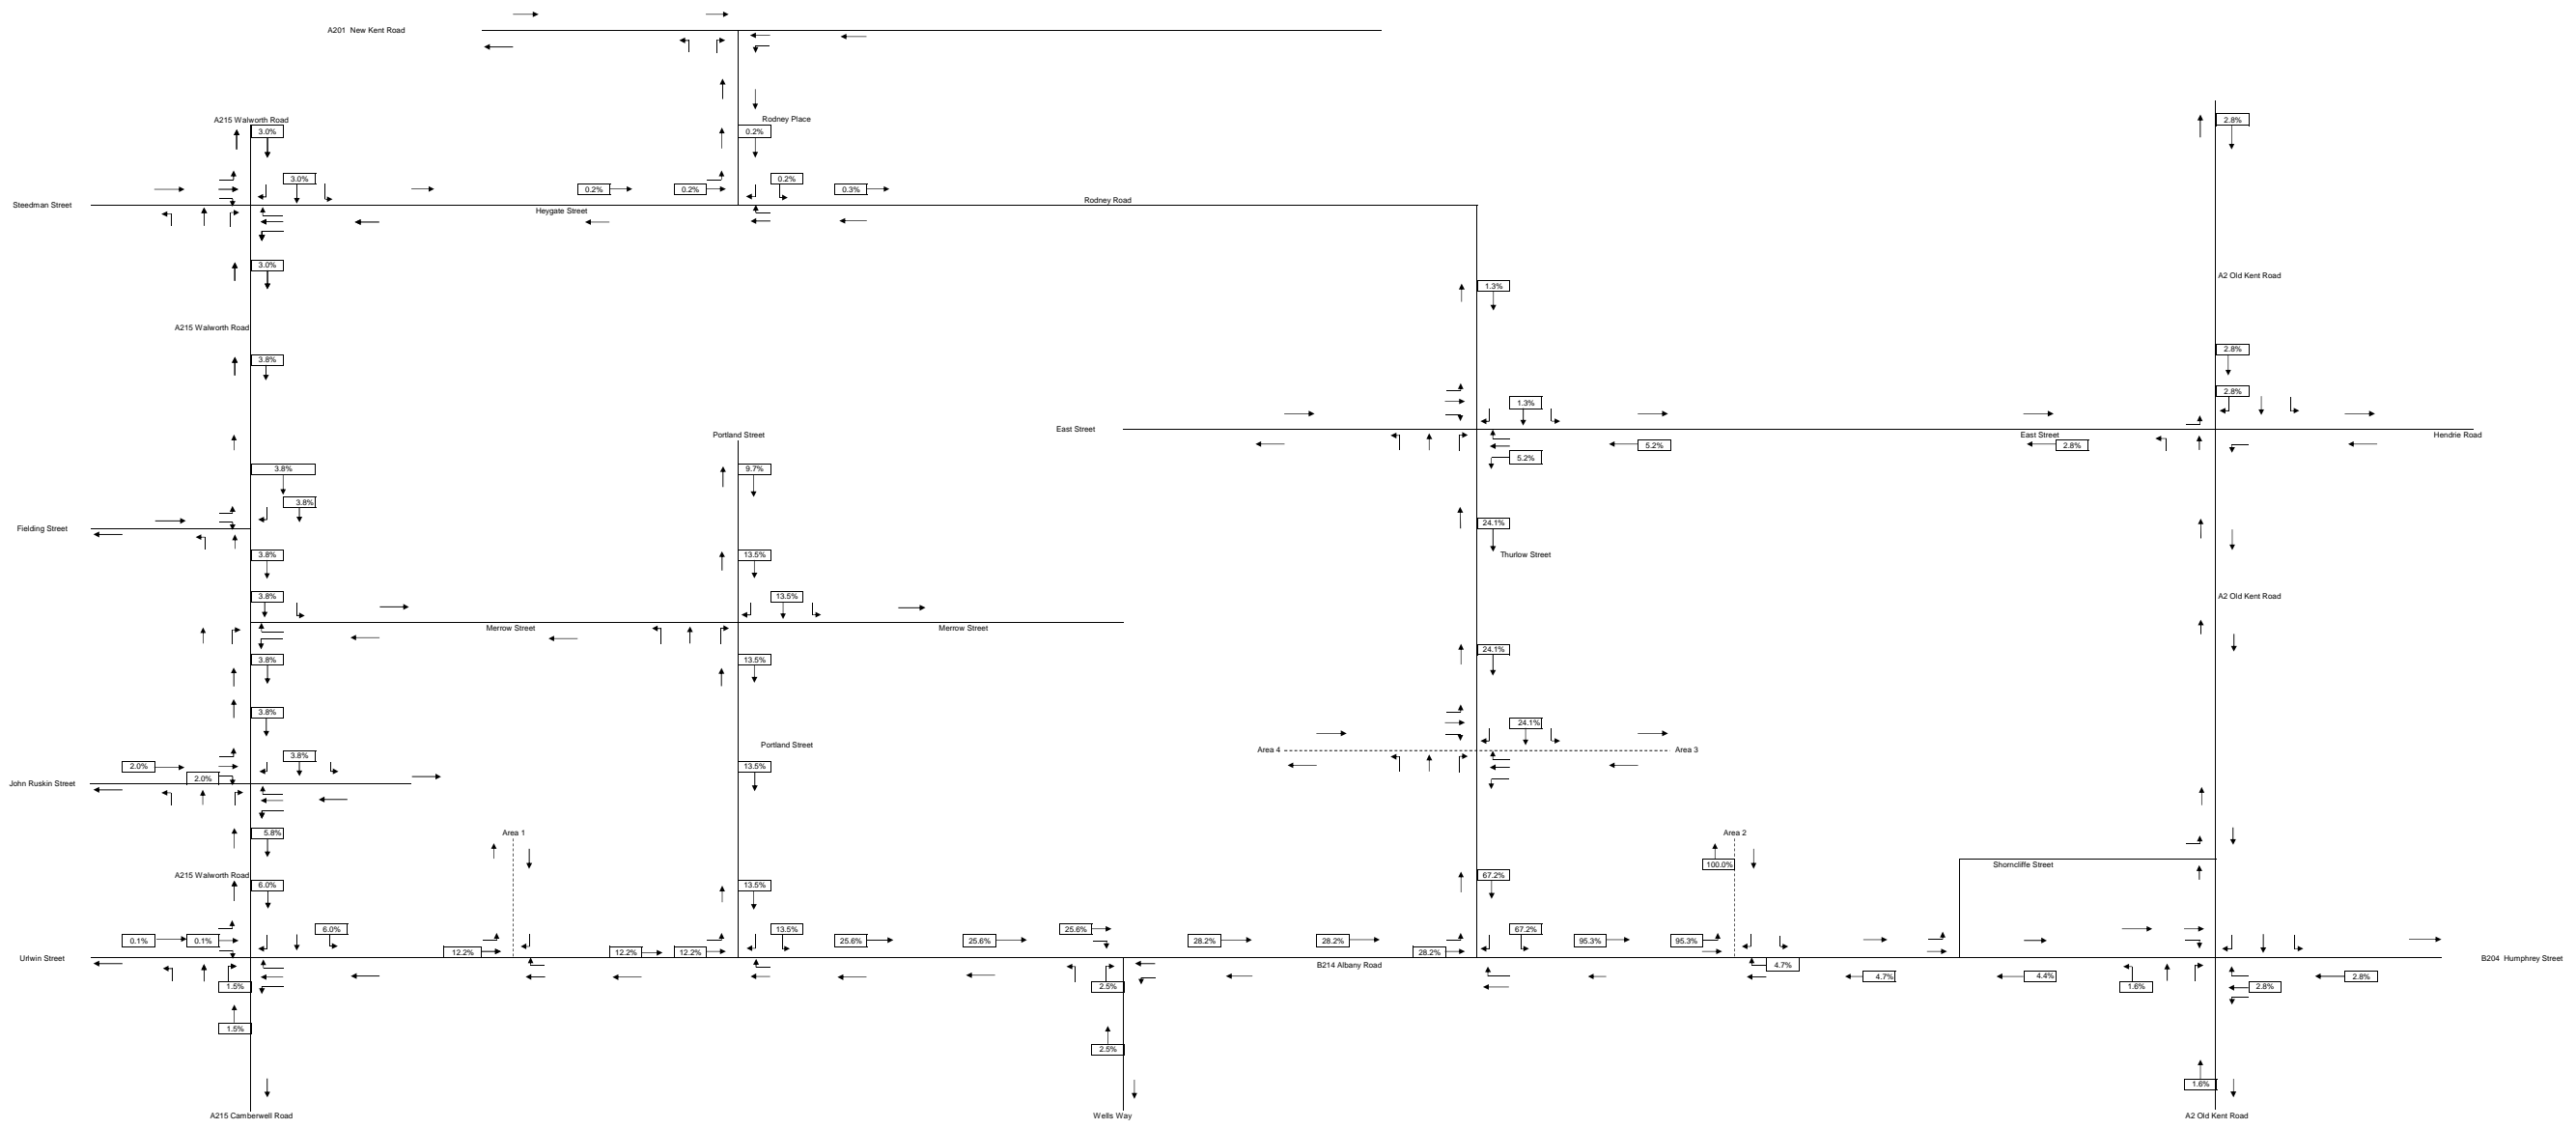 A201 New Kent Road
A215 Walworth Road
3.0%
Rodney Place
0.2%
2.8%
3.0%
0.2%
0.2%
0.2%
0.3%
Steedman Street
Heygate Street
Rodney Road
3.0%
A2 Old Kent Road
1.3%
A215 Walworth Road
3.8%
2.8%
2.8%
1.3%
East Street
Portland Street
5.2%
East Street
2.8%
Hendrie Road
5.2%
3.8%
9.7%
3.8%
Fielding Street
24.1%
Thurlow Street
3.8%
13.5%
3.8%
13.5%
A2 Old Kent Road
Merrow Street
Merrow Street
3.8%
13.5%
24.1%
3.8%
24.1%
Portland Street
Area 4
Area 3
3.8%
2.0%
2.0%
13.5%
John Ruskin Street
5.8%
Area 1
Area 2
100.0%
Shorncliffe Street
A215 Walworth Road
6.0%
13.5%
67.2%
6.0%
13.5%
25.6%
67.2%
0.1%
0.1%
25.6%
25.6%
28.2%
28.2%
95.3%
95.3%
12.2%
12.2%
12.2%
28.2%
Urlwin Street
B214 Albany Road
4.7%
B204 Humphrey Street
4.7%
4.4%
2.8%
1.5%
2.5%
1.6%
2.8%
1.5%
2.5%
1.6%
A215 Camberwell Road
Wells Way
A2 Old Kent Road